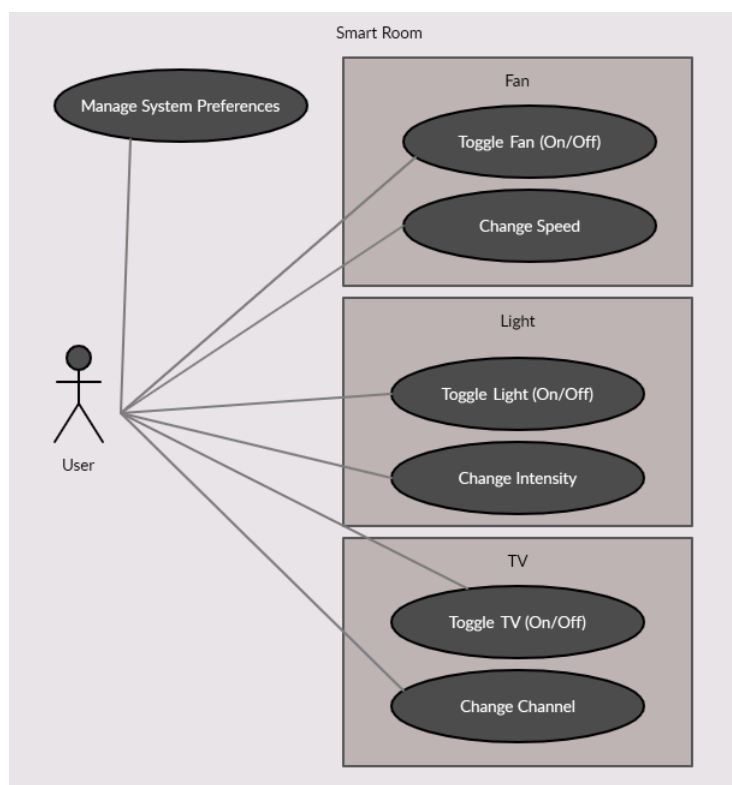 Smart Room
Manage System Preferences
Fan
Toggle Fan (On/Off)
Change Speed
Light
Toggle Light (On/Off)
Change Intensity
User
TV
Toggle TV (On/Off)
Change Channel